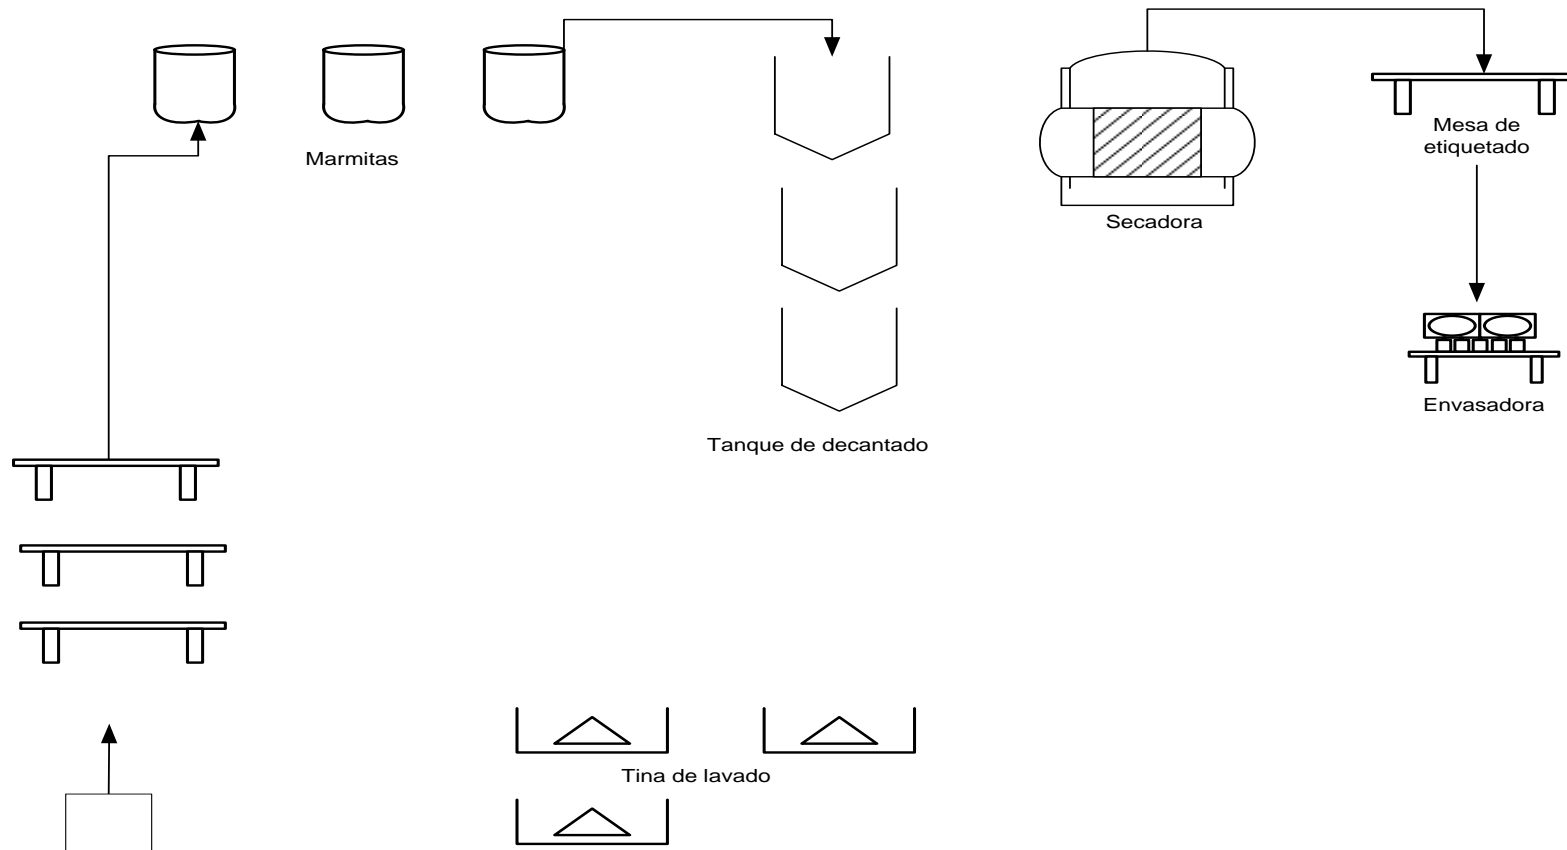 Marmitas
Mesa de
etiquetado
Secadora
Envasadora
Tanque de decantado
Tina de lavado